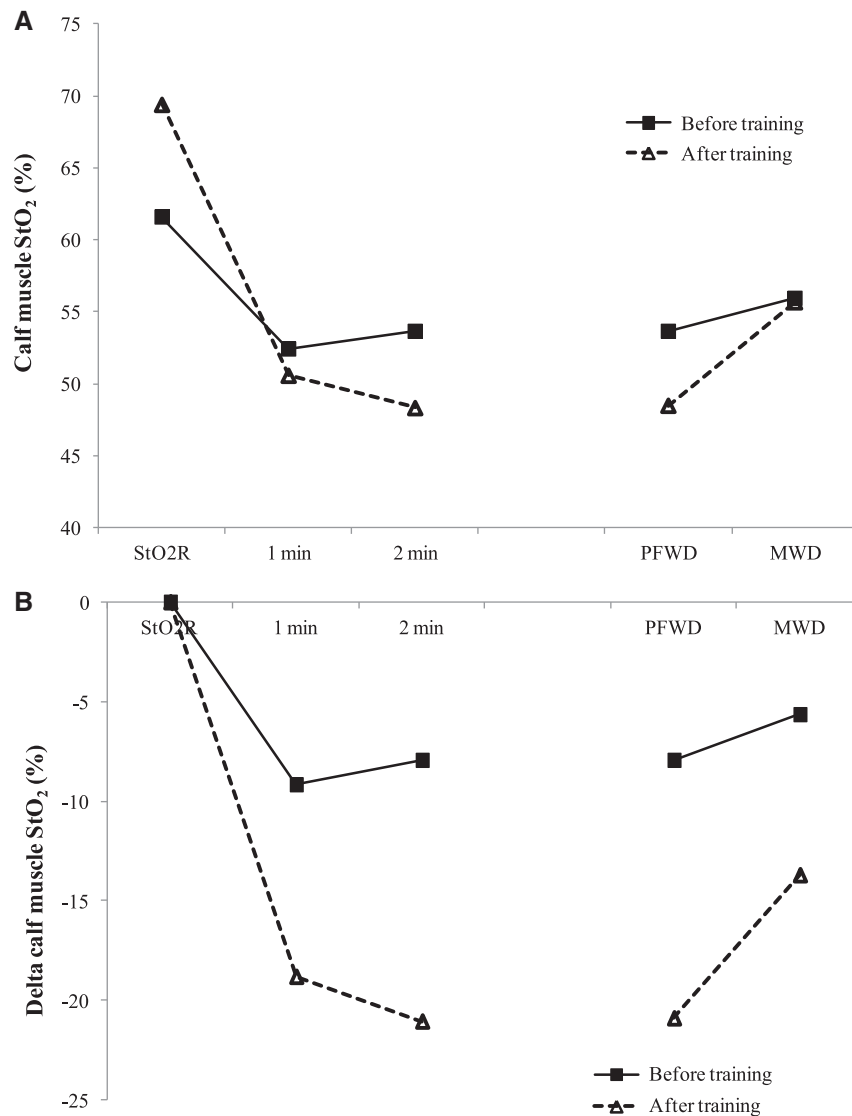 A
75
70
65
60
55
50
45
40
Calf muscle StO₂ (%)
Before training
After training
StO2R 1 min 2 min PFWD MWD
B
0
-5
-10
-15
-20
-25
Delta calf muscle StO₂ (%)
StO2R 1 min 2 min PFWD MWD
Before training
After training